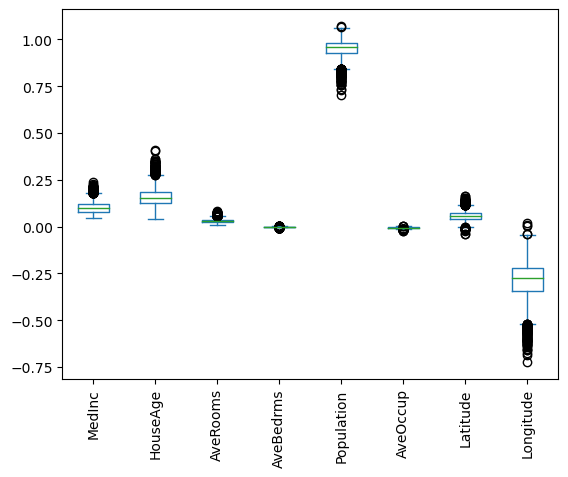 1.00
0.75
0.50
0.25
0.00
−0.25
−0.50
−0.75
MedInc
HouseAge
AveRooms
AveBedrms
Population
AveOccup
Latitude
Longitude